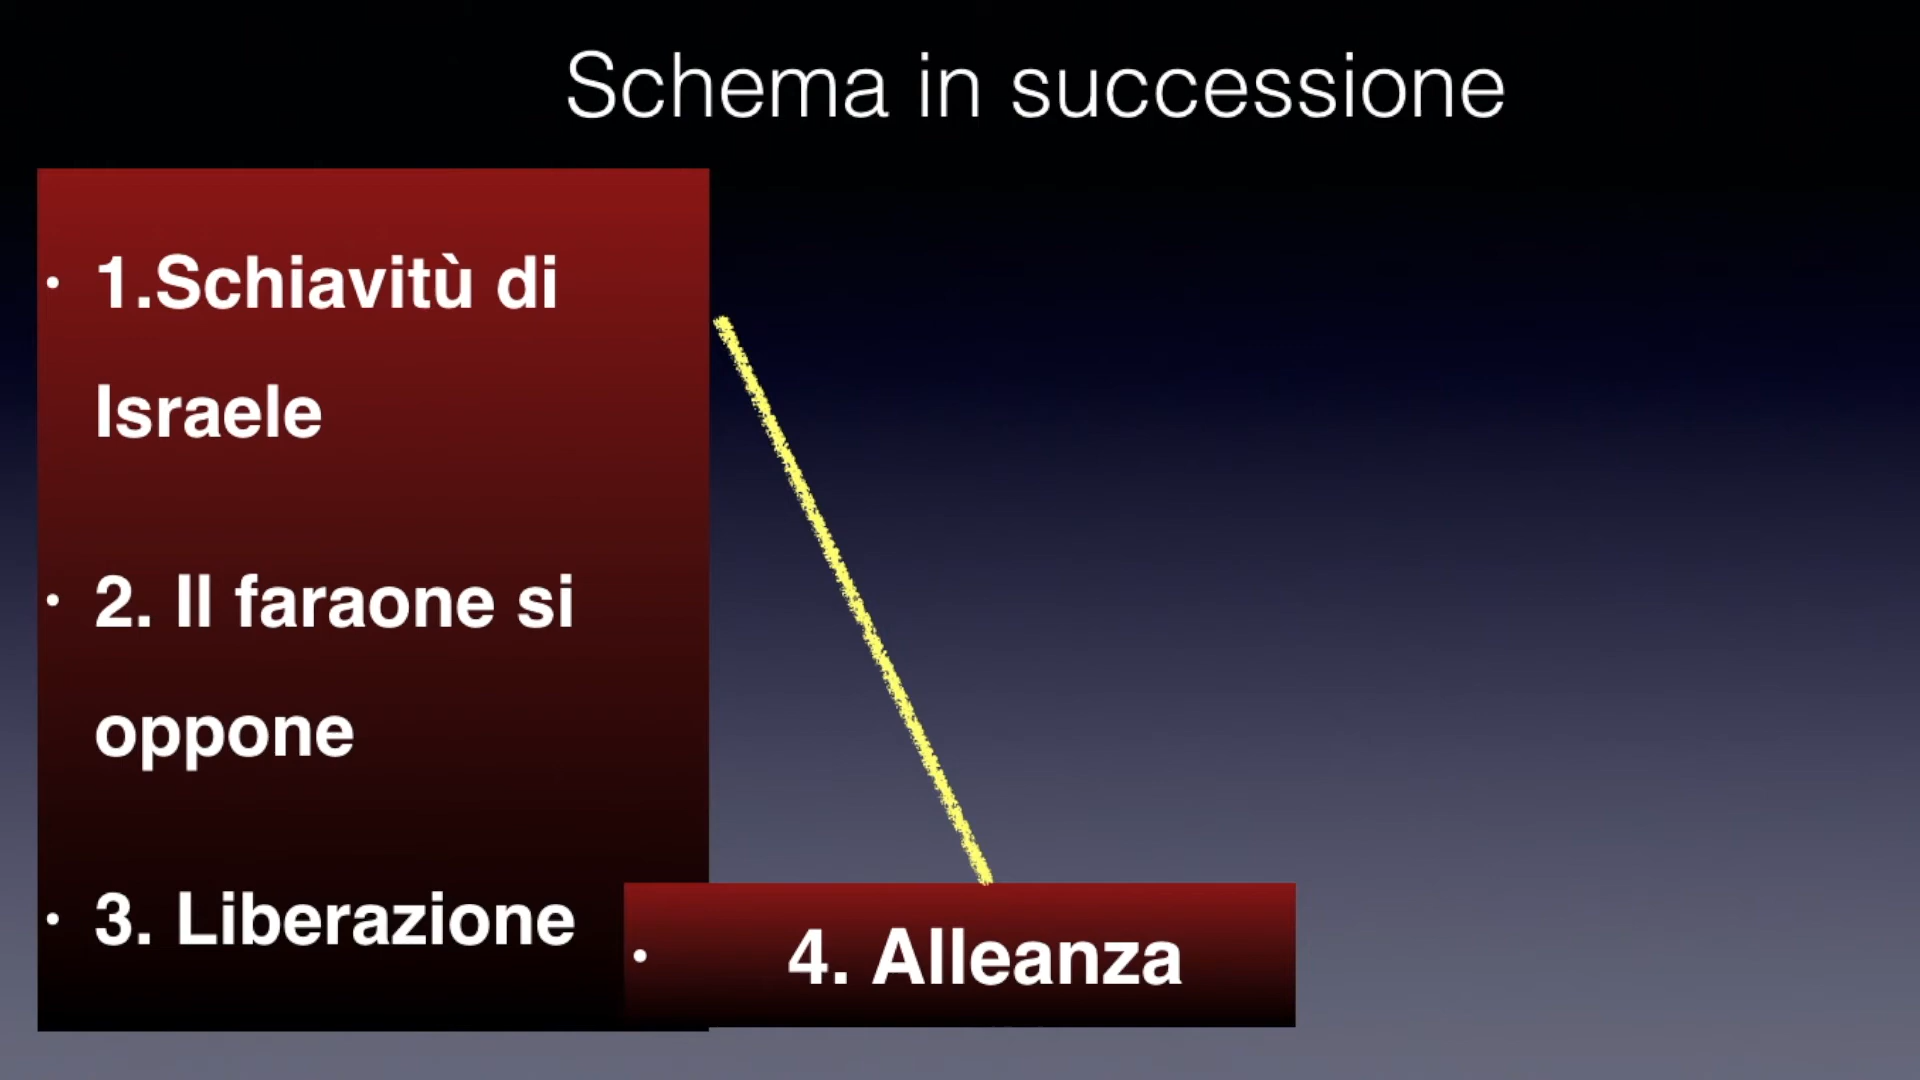 Schema in successione
• 1.Schiavitù di
Israele
• 2. Il faraone si
oppone
• 3. Liberazione
• 4. Alleanza